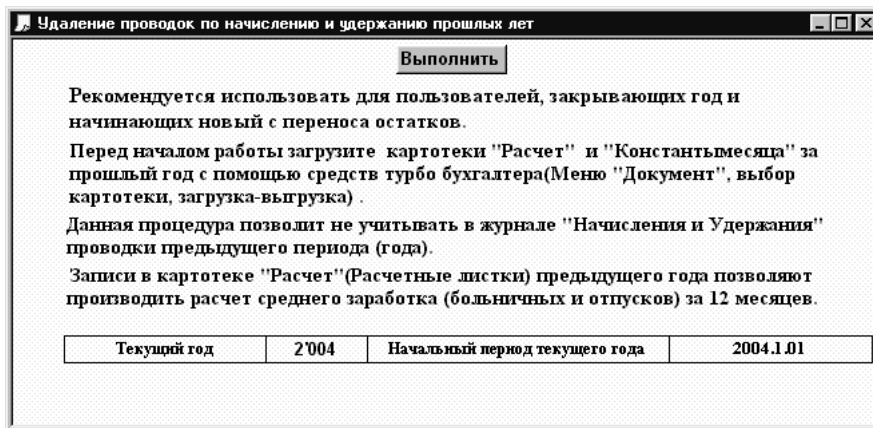 Удаление проводок по начислению и удержанию прошлых лет
Выполнить
Рекомендуется использовать для пользователей, закрывающих год и
начинающих новый с переноса остатков.
Перед началом работы загрузите картотеки "Расчет" и "Константымесяца" за
прошлый год с помощью средств турбо бухгалтера(Меню "Документ", выбор
картотеки, загрузка-выгрузка) .
Данная процедура позволит не учитывать в журнале "Начисления и Удержания"
проводки предыдущего периода (года).
Записи в картотеке "Расчет"(Расчетные листки) предыдущего года позволяют
производить расчет среднего заработка (больничных и отпусков) за 12 месяцев.
Текущий год 2'004 Начальный период текущего года 2004.1.01